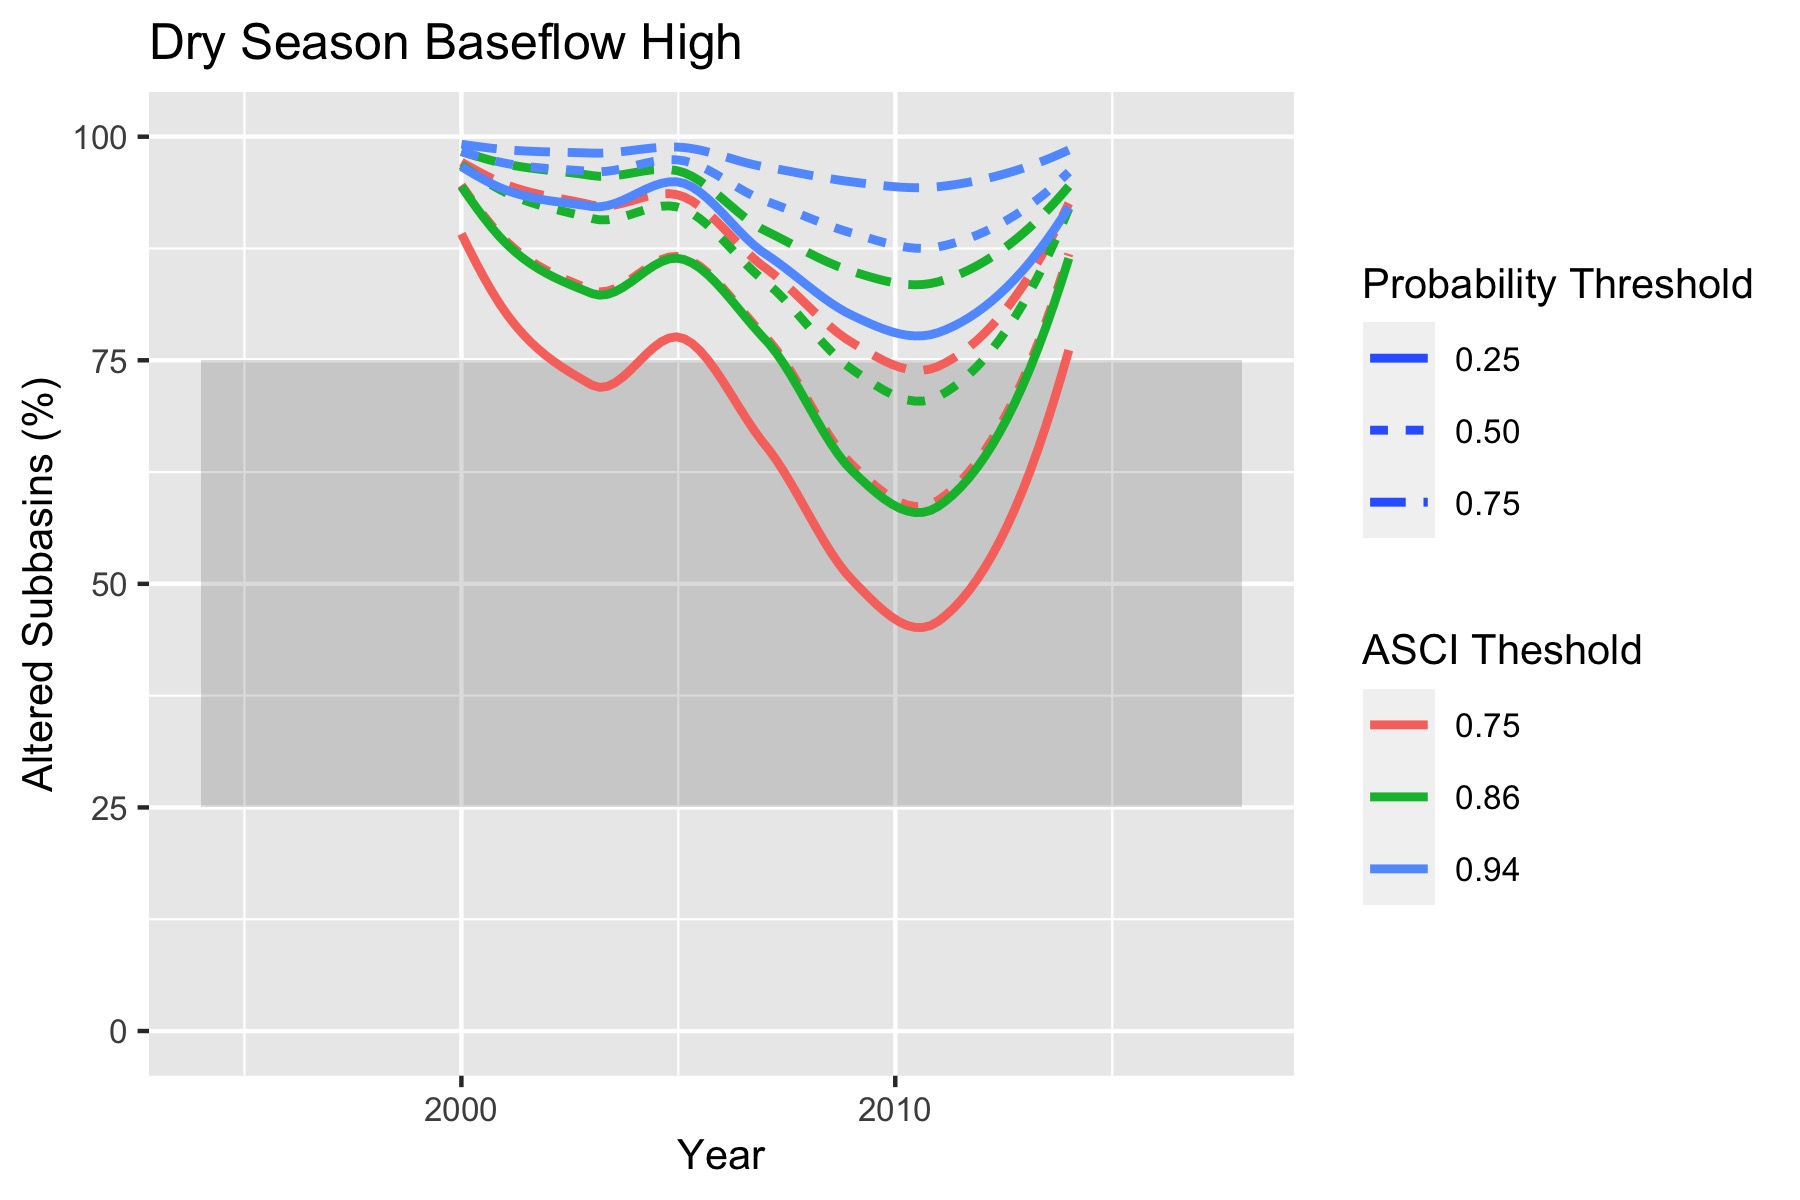 Dry Season Baseflow High
100
75
50
25
0
Altered Subbasins (%)
2000
2010
Year
Probability Threshold
0.25
0.50
0.75
ASCI Theshold
0.75
0.86
0.94